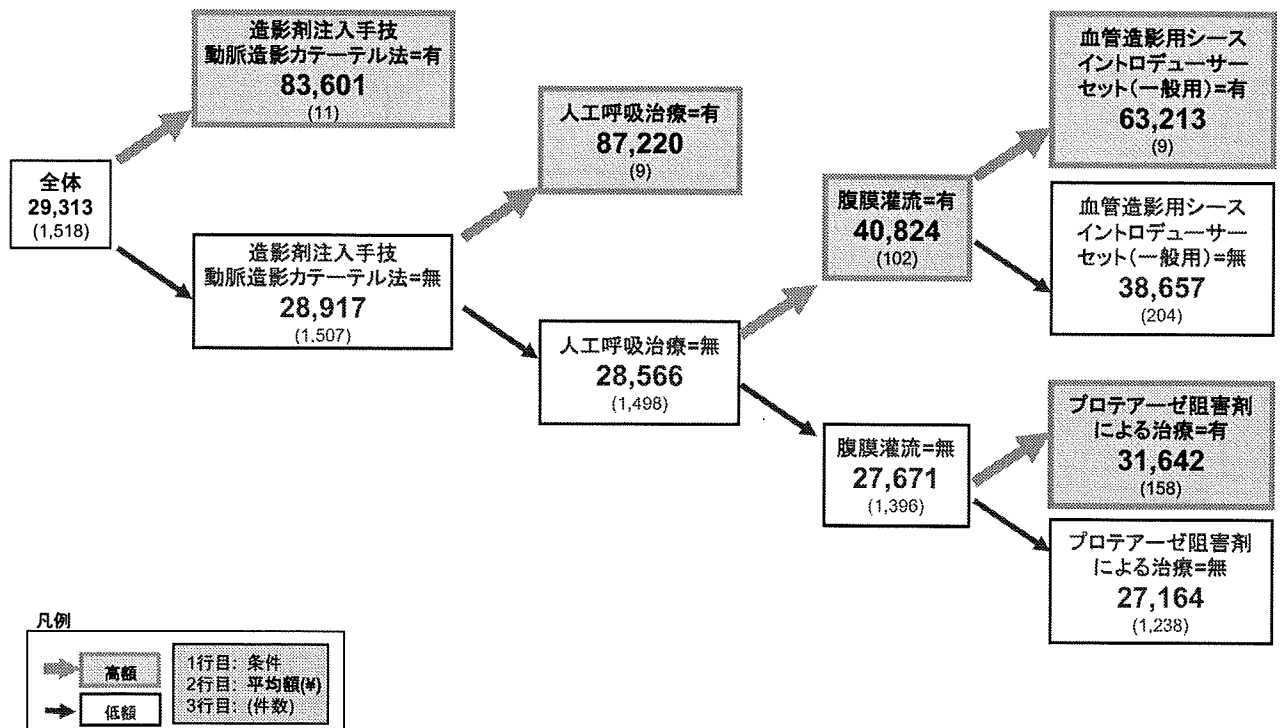 全体
29,313
(1,518)
造影剤注入手技
動脈造影カテーテル法=有
83,601
(11)
造影剤注入手技
動脈造影カテーテル法=無
28,917
(1,507)
人工呼吸治療=有
87,220
(9)
人工呼吸治療=無
28,566
(1,498)
腹膜灌流=有
40,824
(102)
腹膜灌流=無
27,671
(1,396)
血管造影用シース
イントロデューサー
セット(一般用)=有
63,213
(9)
血管造影用シース
イントロデューサー
セット(一般用)=無
38,657
(204)
プロテアーゼ阻害剤
による治療=有
31,642
(158)
プロテアーゼ阻害剤
による治療=無
27,164
(1,238)
凡例
高額
低額
1行目: 条件
2行目: 平均額(¥)
3行目: (件数)